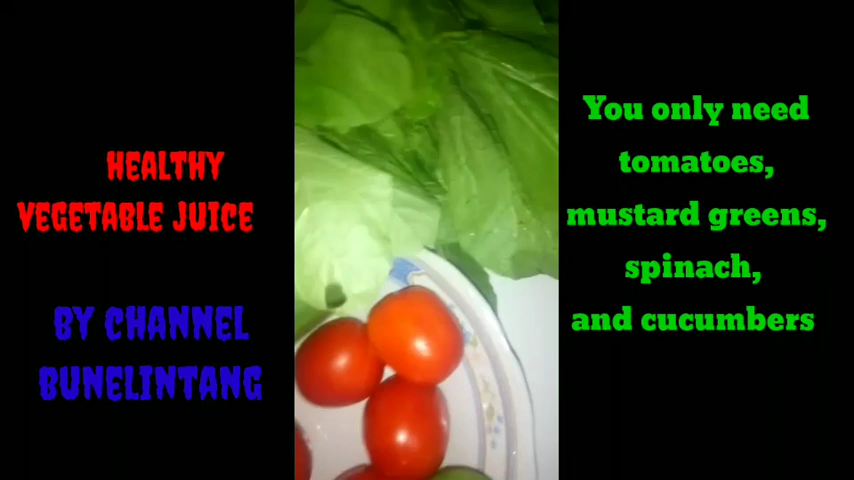 HEALTHY
VEGETABLE JUICE
BY CHANNEL
BUNELINTANG
You only need
tomatoes,
mustard greens,
spinach,
and cucumbers